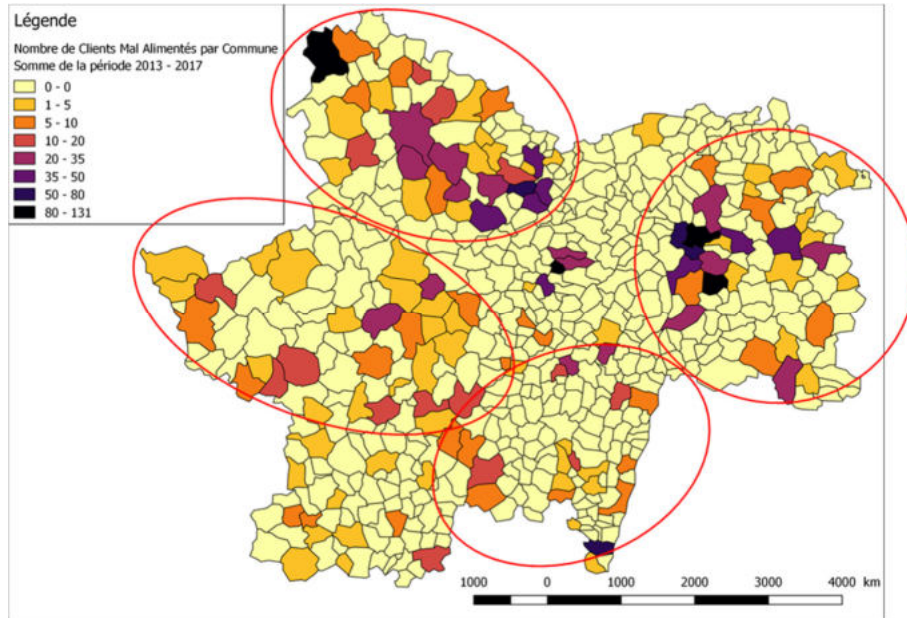 Légende
Nombre de Clients Mal Alimentés par Commune
Somme de la période 2013 - 2017
0 - 0
1 - 5
5 - 10
10 - 20
20 - 35
35 - 50
50 - 80
80 - 131
1000 0 1000 2000 3000 4000 km